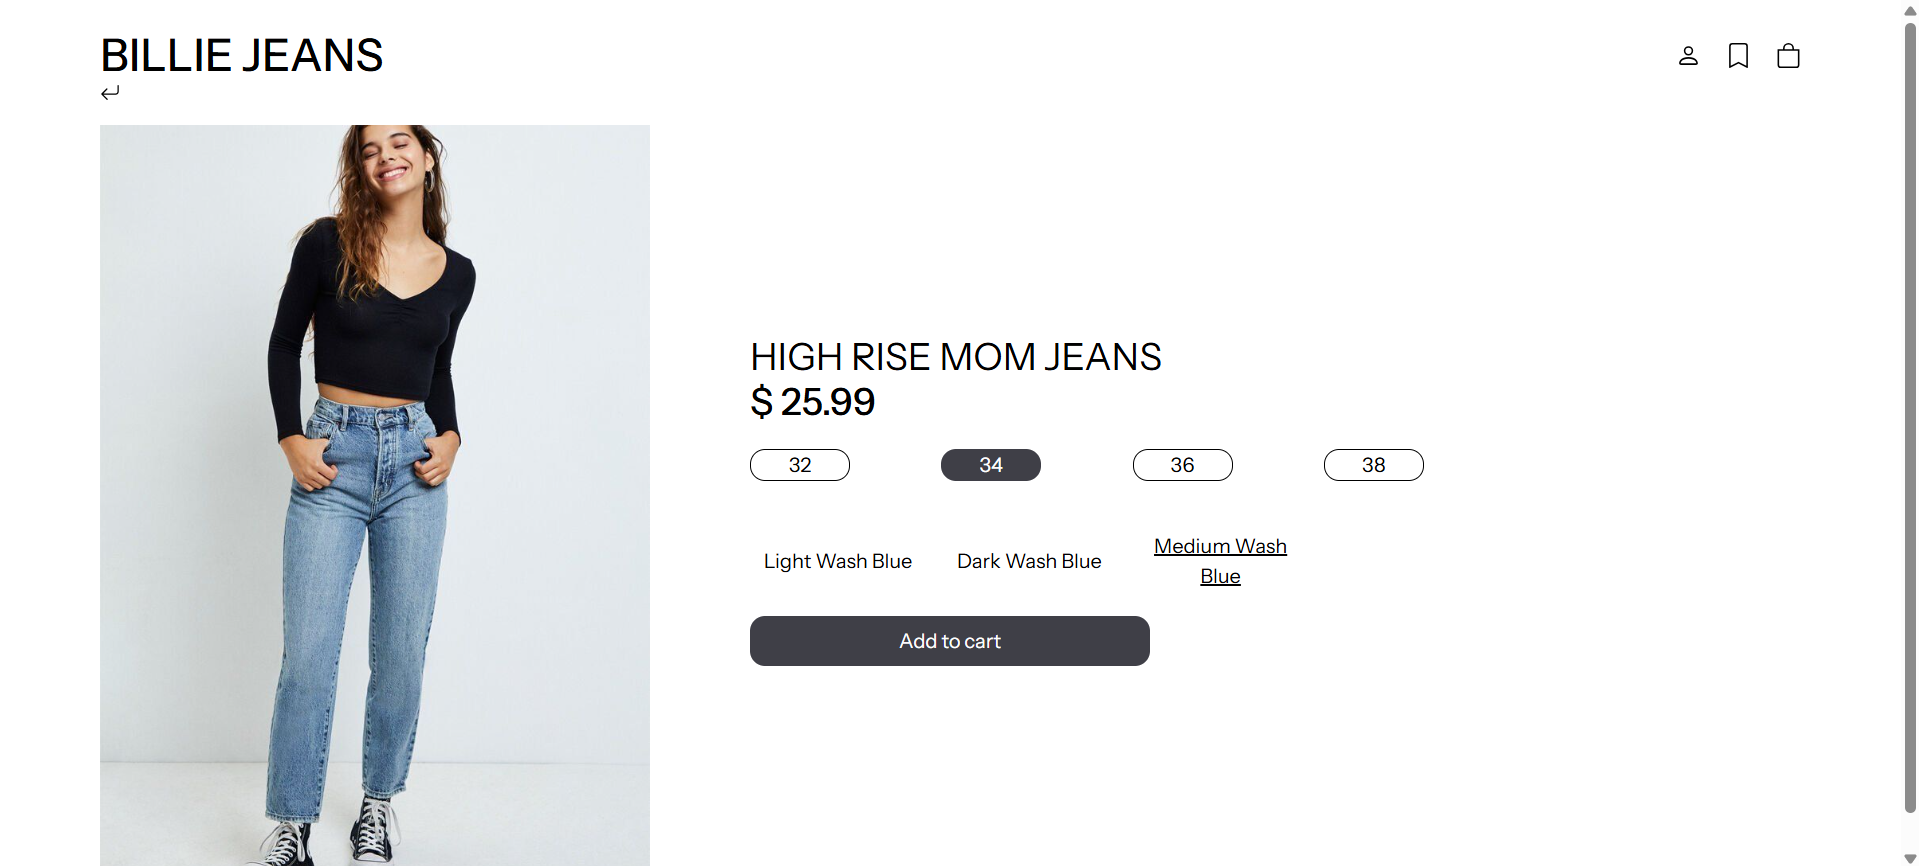 BILLIE JEANS
HIGH RISE MOM JEANS
$ 25.99
32 34 36 38
Light Wash Blue Dark Wash Blue Medium Wash
Blue
Add to cart